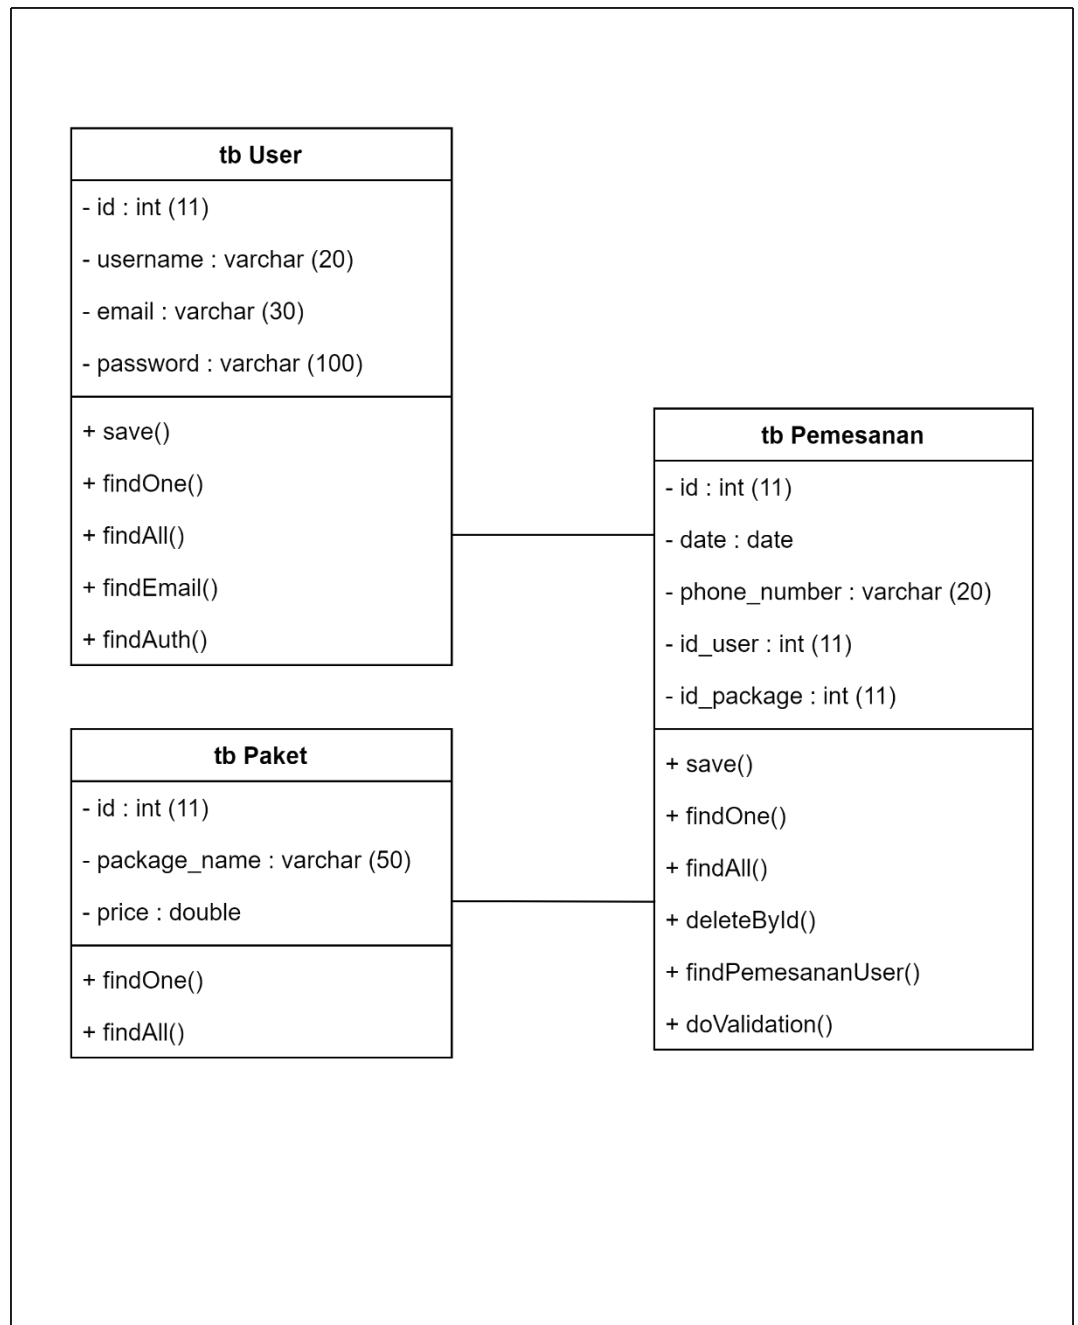 tb User
- id : int (11)
- username : varchar (20)
- email : varchar (30)
- password : varchar (100)
+ save()
+ findOne()
+ findAll()
+ findEmail()
+ findAuth()
tb Paket
- id : int (11)
- package_name : varchar (50)
- price : double
+ findOne()
+ findAll()
tb Pemesanan
- id : int (11)
- date : date
- phone_number : varchar (20)
- id_user : int (11)
- id_package : int (11)
+ save()
+ findOne()
+ findAll()
+ deleteById()
+ findPemesananUser()
+ doValidation()